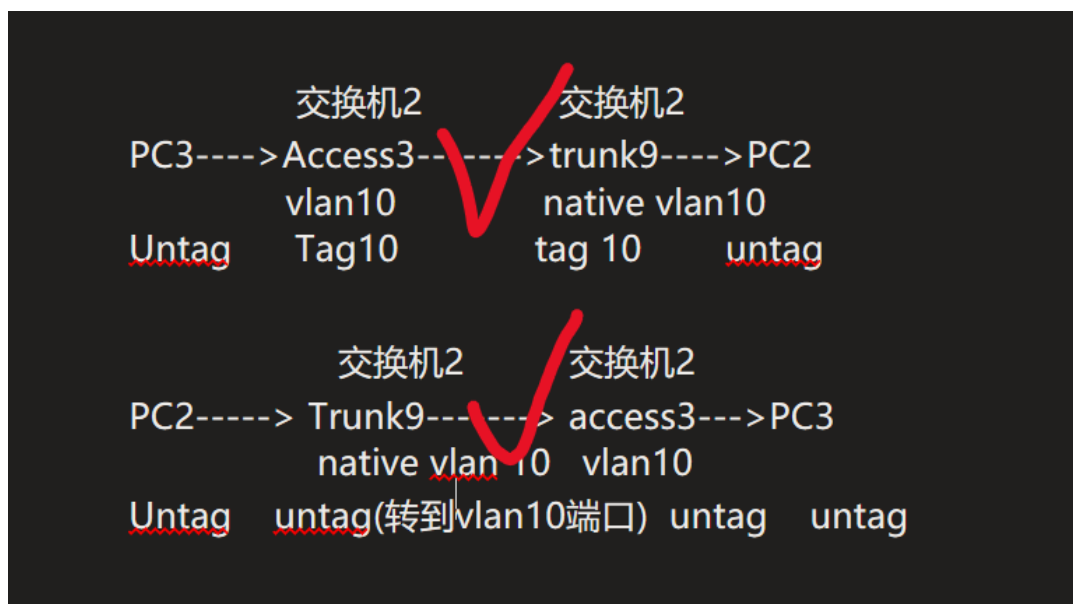 交换机2 交换机2
PC3---->Access3------->trunk9---->PC2
vlan10 native vlan10
Untag Tag10 tag 10 untag
交换机2 交换机2
PC2-----> Trunk9-------> access3--->PC3
native vlan 10 vlan10
Untag untag(转到vlan10端口) untag untag